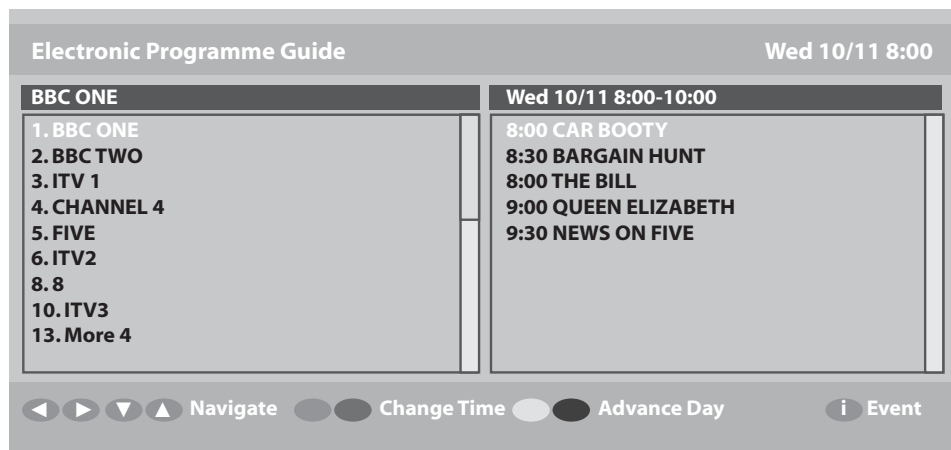 Electronic Programme Guide
Wed 10/11 8:00
BBC ONE
1. BBC ONE
2. BBC TWO
3. ITV 1
4. CHANNEL 4
5. FIVE
6. ITV2
8. 8
10. ITV3
13. More 4
Wed 10/11 8:00-10:00
8:00 CAR BOOTY
8:30 BARGAIN HUNT
8:00 THE BILL
9:00 QUEEN ELIZABETH
9:30 NEWS ON FIVE
Navigate Change Time Advance Day i Event